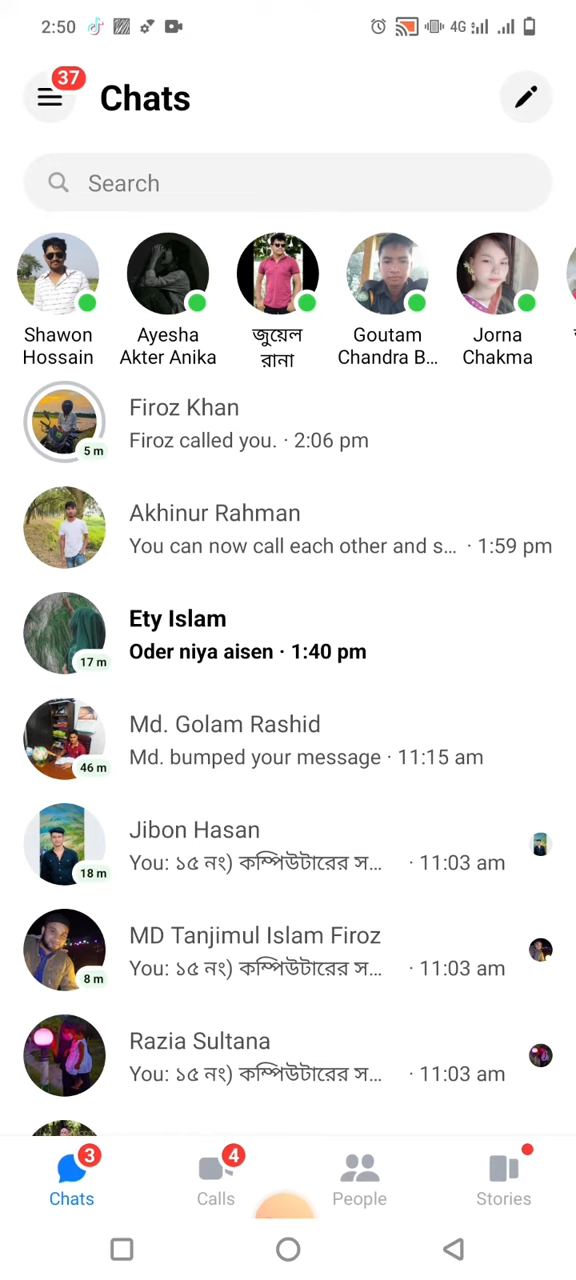 2:50 4G
37
Chats
Search
Shawon Hossain
Ayesha Akter Anika
জুয়েল রানা
Goutam Chandra B...
Jorna Chakma
Firoz Khan
Firoz called you. · 2:06 pm
5 m
Akhinur Rahman
You can now call each other and s... · 1:59 pm
Ety Islam
Oder niya aisen · 1:40 pm
17 m
Md. Golam Rashid
Md. bumped your message · 11:15 am
46 m
Jibon Hasan
You: ১৫ নং) কম্পিউটারের স... · 11:03 am
18 m
MD Tanjimul Islam Firoz
You: ১৫ নং) কম্পিউটারের স... · 11:03 am
8 m
Razia Sultana
You: ১৫ নং) কম্পিউটারের স... · 11:03 am
3
4
Chats
Calls
People
Stories